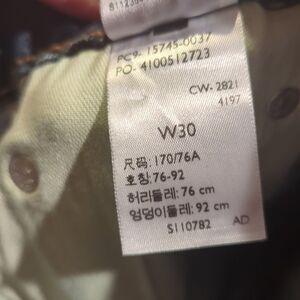 PC9- 15745-0037
PO- 4100512723
CW- 2821
4197
W30
尺码: 170/76A
호칭: 76-92
허리둘레: 76 cm
엉덩이둘레: 92 cm
S110782 AD